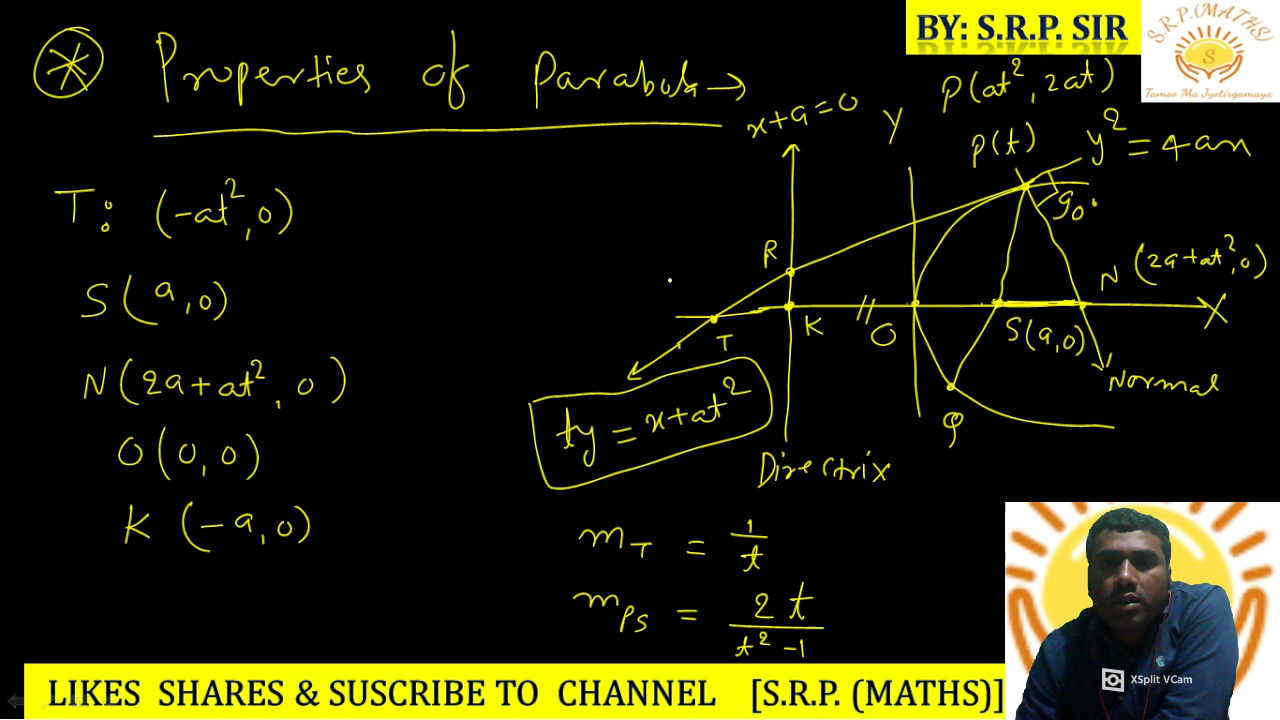 BY: S.R.P. SIR
S.R.P.(MATHS)
S
Tamso Ma Jyotirgamaya
* Properties of Parabola →
x+a=0
Y
P(at², 2at)
P(t)
y² = 4ax
90°
T: (-at², 0)
S(a, 0)
N(2a+at², 0)
O(0, 0)
K (-a, 0)
R
N (2a+at², 0)
T
K
O
S(a, 0)
X
Normal
ty = x+at²
Q
Directrix
m_T = 1/t
m_PS = 2t/(t²-1)
XSplit VCam
LIKES SHARES & SUSCRIBE TO CHANNEL [S.R.P. (MATHS)]